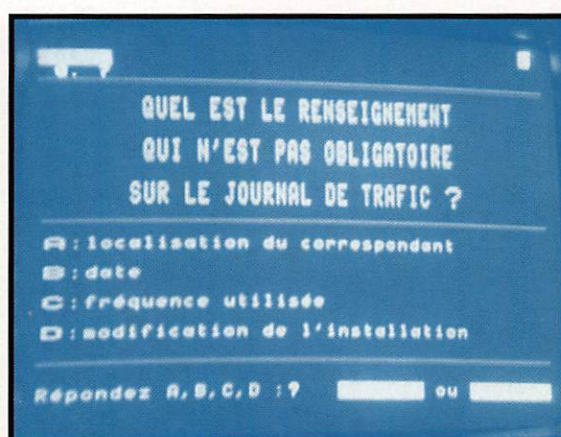 QUEL EST LE RENSEIGNEMENT
QUI N'EST PAS OBLIGATOIRE
SUR LE JOURNAL DE TRAFIC ?
A: localisation du correspondant
B: date
C: fréquence utilisée
D: modification de l'installation
Répondez A,B,C,D :? ou